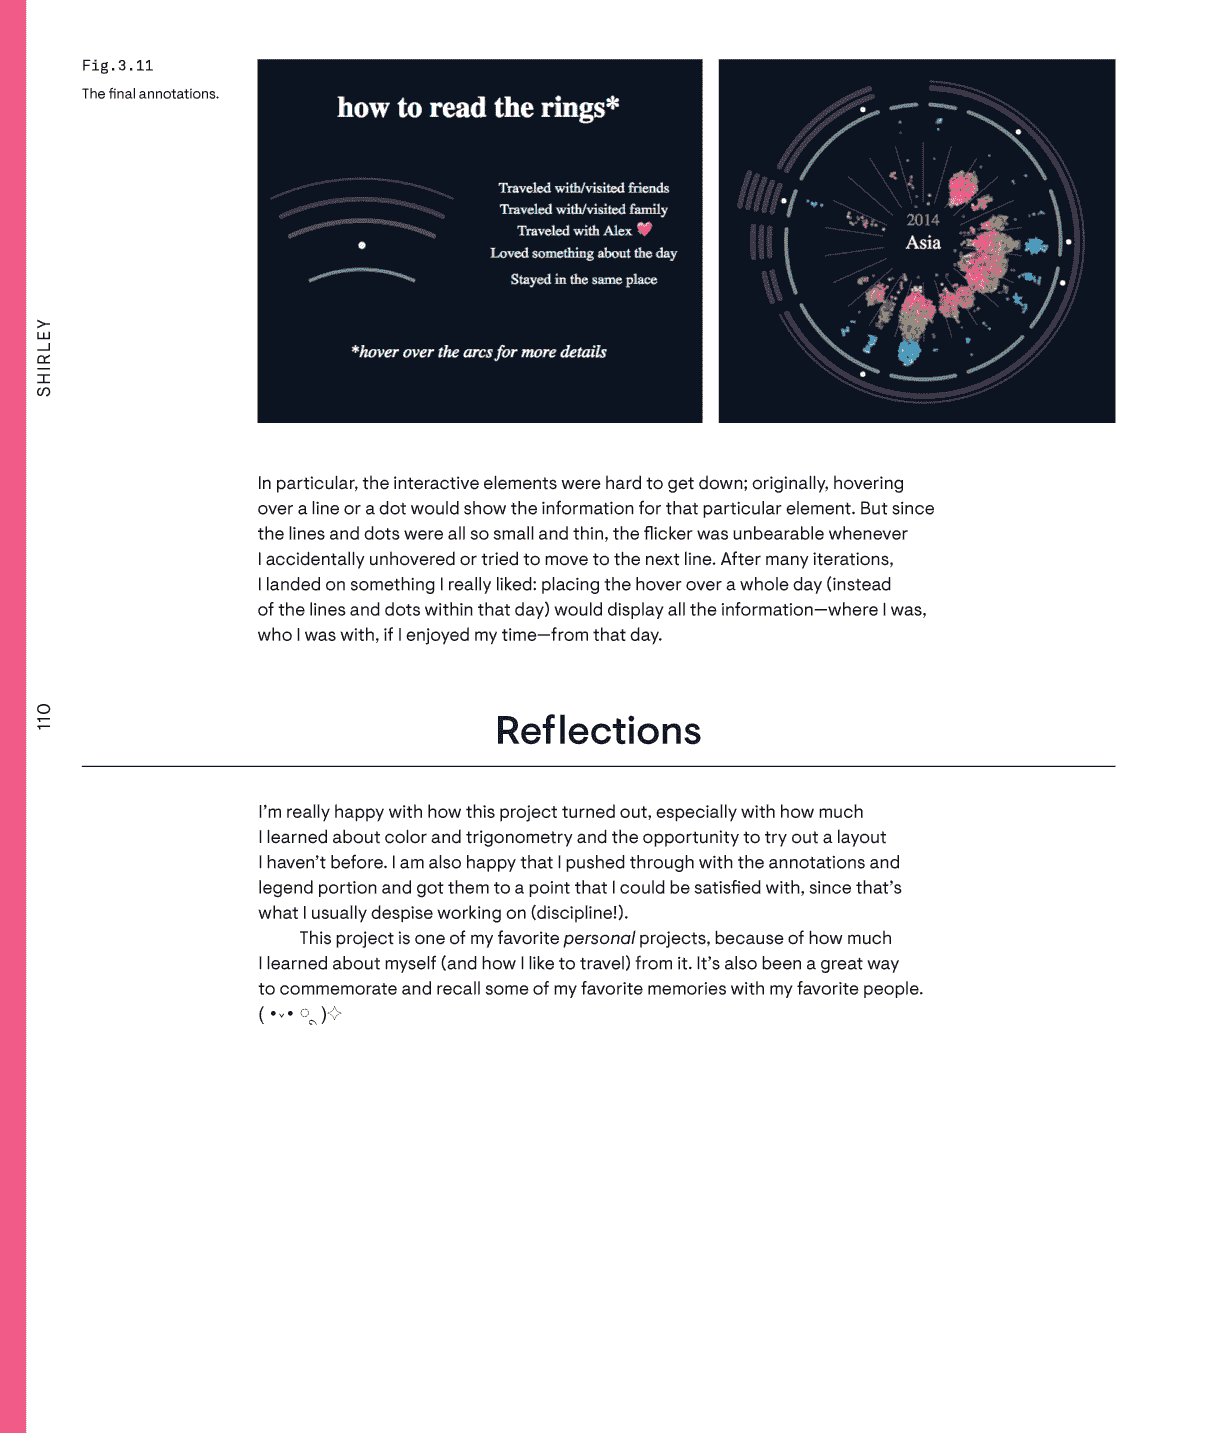 Fig.3.11
The final annotations.
how to read the rings*
Traveled with/visited friends
Traveled with/visited family
Traveled with Alex 💖
Loved something about the day
Stayed in the same place
*hover over the arcs for more details
2014
Asia
SHIRLEY
In particular, the interactive elements were hard to get down; originally, hovering
over a line or a dot would show the information for that particular element. But since
the lines and dots were all so small and thin, the flicker was unbearable whenever
I accidentally unhovered or tried to move to the next line. After many iterations,
I landed on something I really liked: placing the hover over a whole day (instead
of the lines and dots within that day) would display all the information—where I was,
who I was with, if I enjoyed my time—from that day.
110
Reflections
I’m really happy with how this project turned out, especially with how much
I learned about color and trigonometry and the opportunity to try out a layout
I haven’t before. I am also happy that I pushed through with the annotations and
legend portion and got them to a point that I could be satisfied with, since that’s
what I usually despise working on (discipline!).
This project is one of my favorite personal projects, because of how much
I learned about myself (and how I like to travel) from it. It’s also been a great way
to commemorate and recall some of my favorite memories with my favorite people.
( •ᵕ• ृ )✧